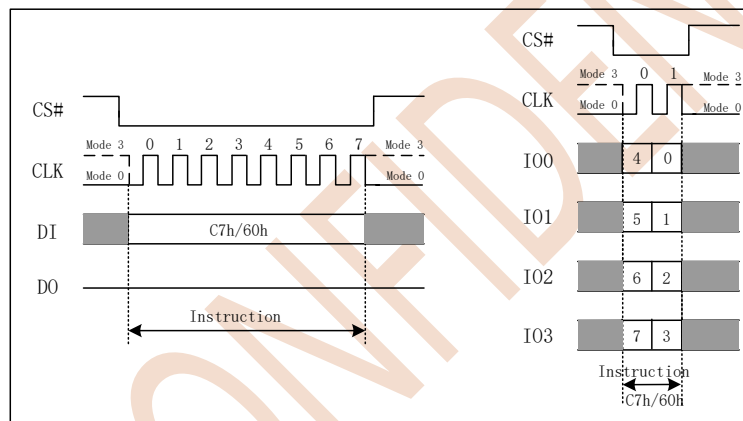 CS#
Mode 3 0 1 2 3 4 5 6 7 Mode 3
CLK
Mode 0 Mode 0
DI C7h/60h
DO
Instruction
CS#
Mode 3 0 1 Mode 3
CLK
Mode 0 Mode 0
IO0 4 0
IO1 5 1
IO2 6 2
IO3 7 3
Instruction
C7h/60h